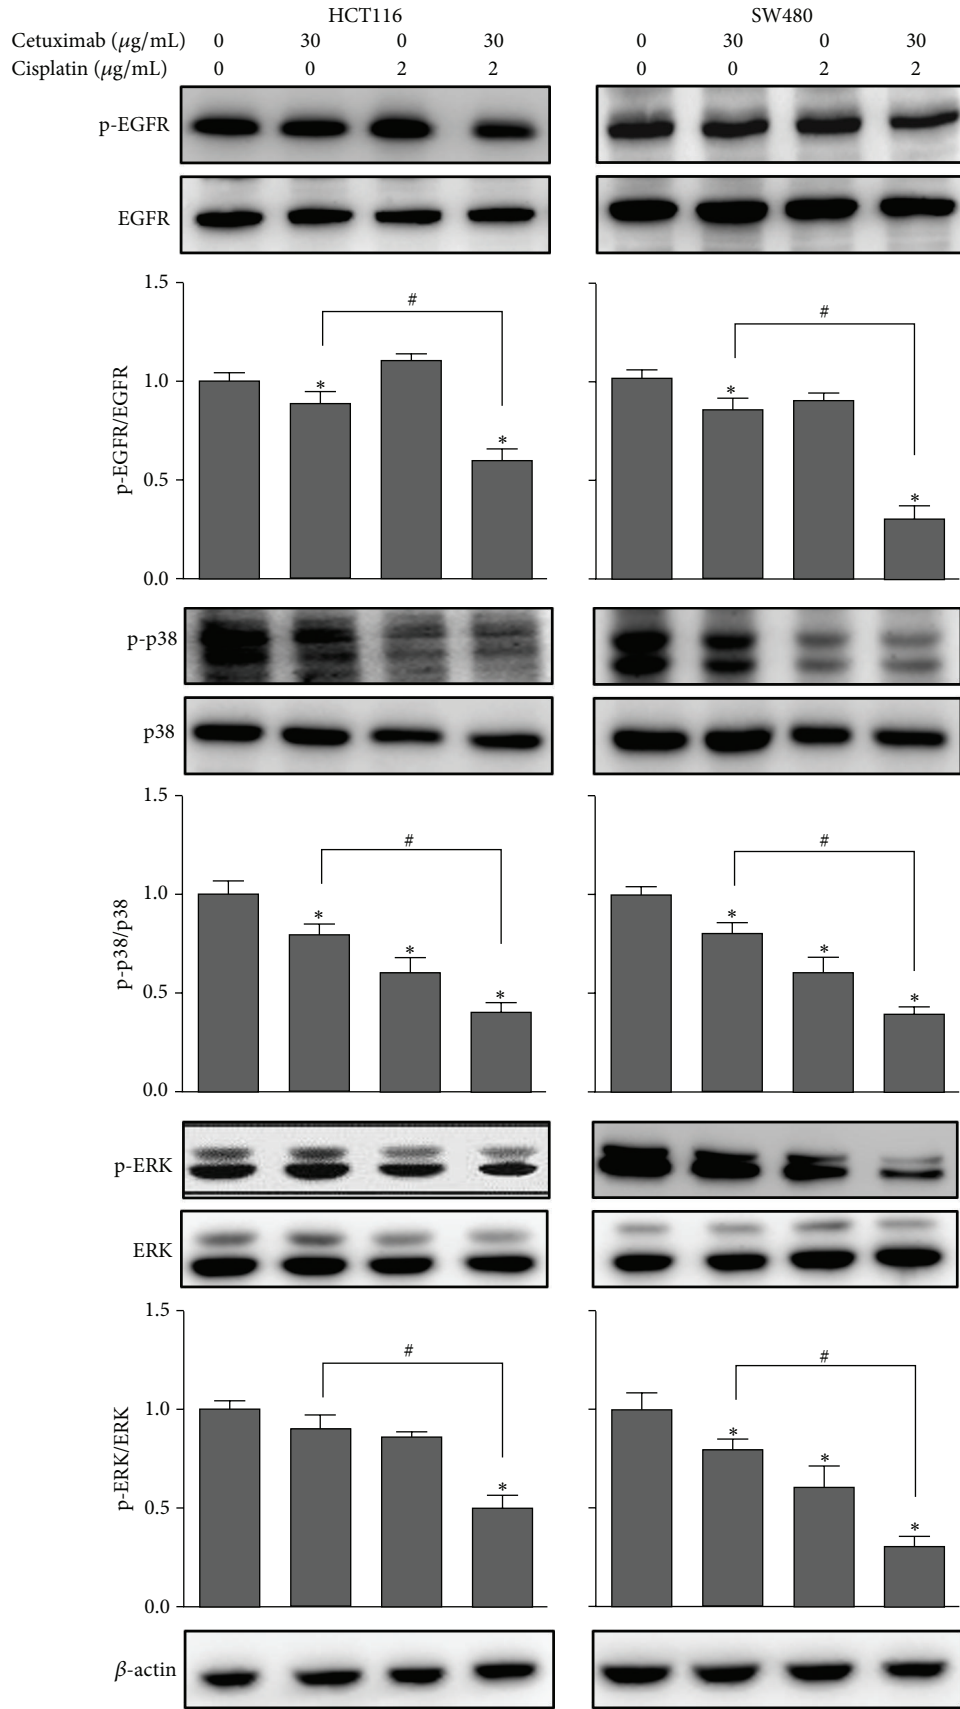 HCT116 SW480
Cetuximab (μg/mL) 0 30 0 30 0 30 0 30
Cisplatin (μg/mL) 0 0 2 2 0 0 2 2
p-EGFR
EGFR
1.5
# #
1.0 * *
p-EGFR/EGFR
* *
0.5
0.0
p-p38
p38
1.5
# #
1.0
* *
p-p38/p38
* *
* *
0.5
0.0
p-ERK
ERK
1.5
# #
1.0
*
p-ERK/ERK
*
*
0.5
*
0.0
β-actin